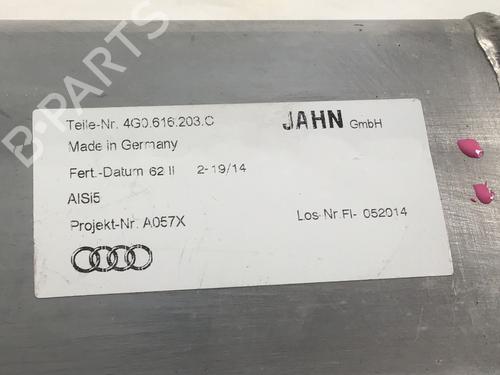 B-PARTS
Teile-Nr. 4G0.616.203.C
JAHN GmbH
Made in Germany
Fert.-Datum 62 II 2-19/14
AlSi5
Projekt-Nr. A057X
Los-Nr.FI- 052014